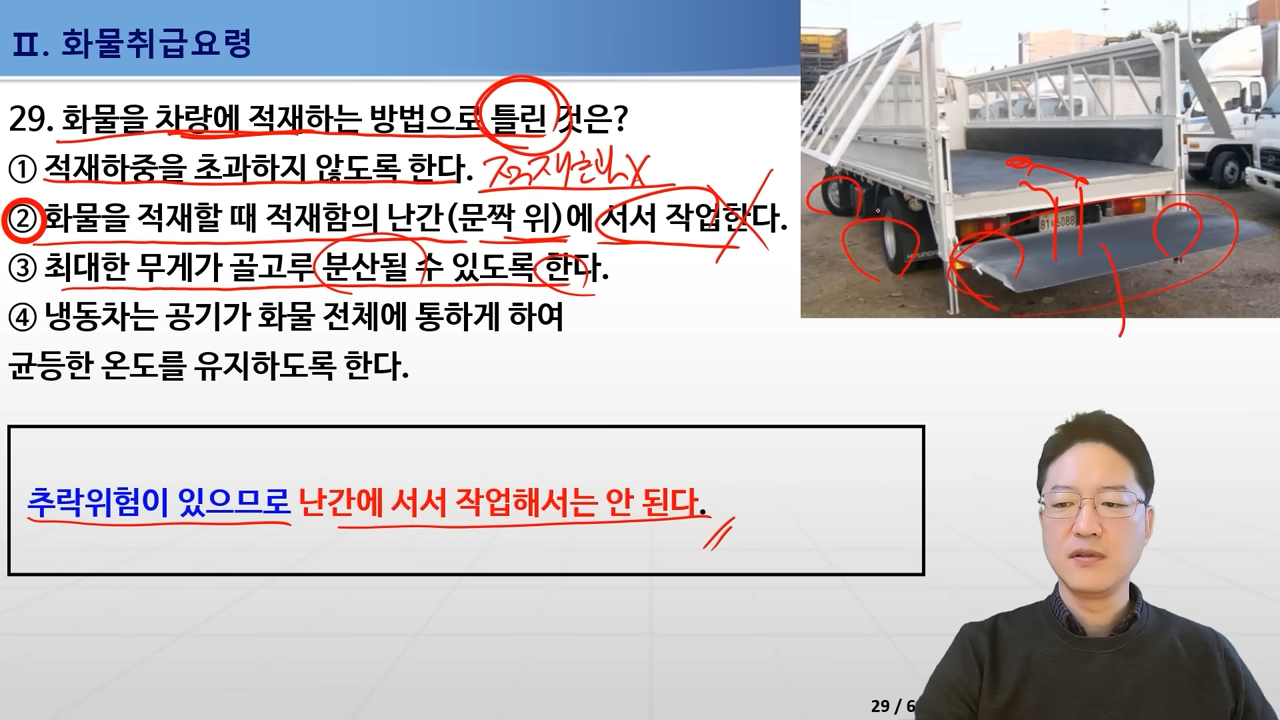 Ⅱ. 화물취급요령
29. 화물을 차량에 적재하는 방법으로 틀린 것은?
① 적재하중을 초과하지 않도록 한다. 적재초과X
② 화물을 적재할 때 적재함의 난간(문짝 위)에 서서 작업한다.
③ 최대한 무게가 골고루 분산될 수 있도록 한다.
④ 냉동차는 공기가 화물 전체에 통하게 하여
균등한 온도를 유지하도록 한다.
추락위험이 있으므로 난간에 서서 작업해서는 안 된다.
29 / 6